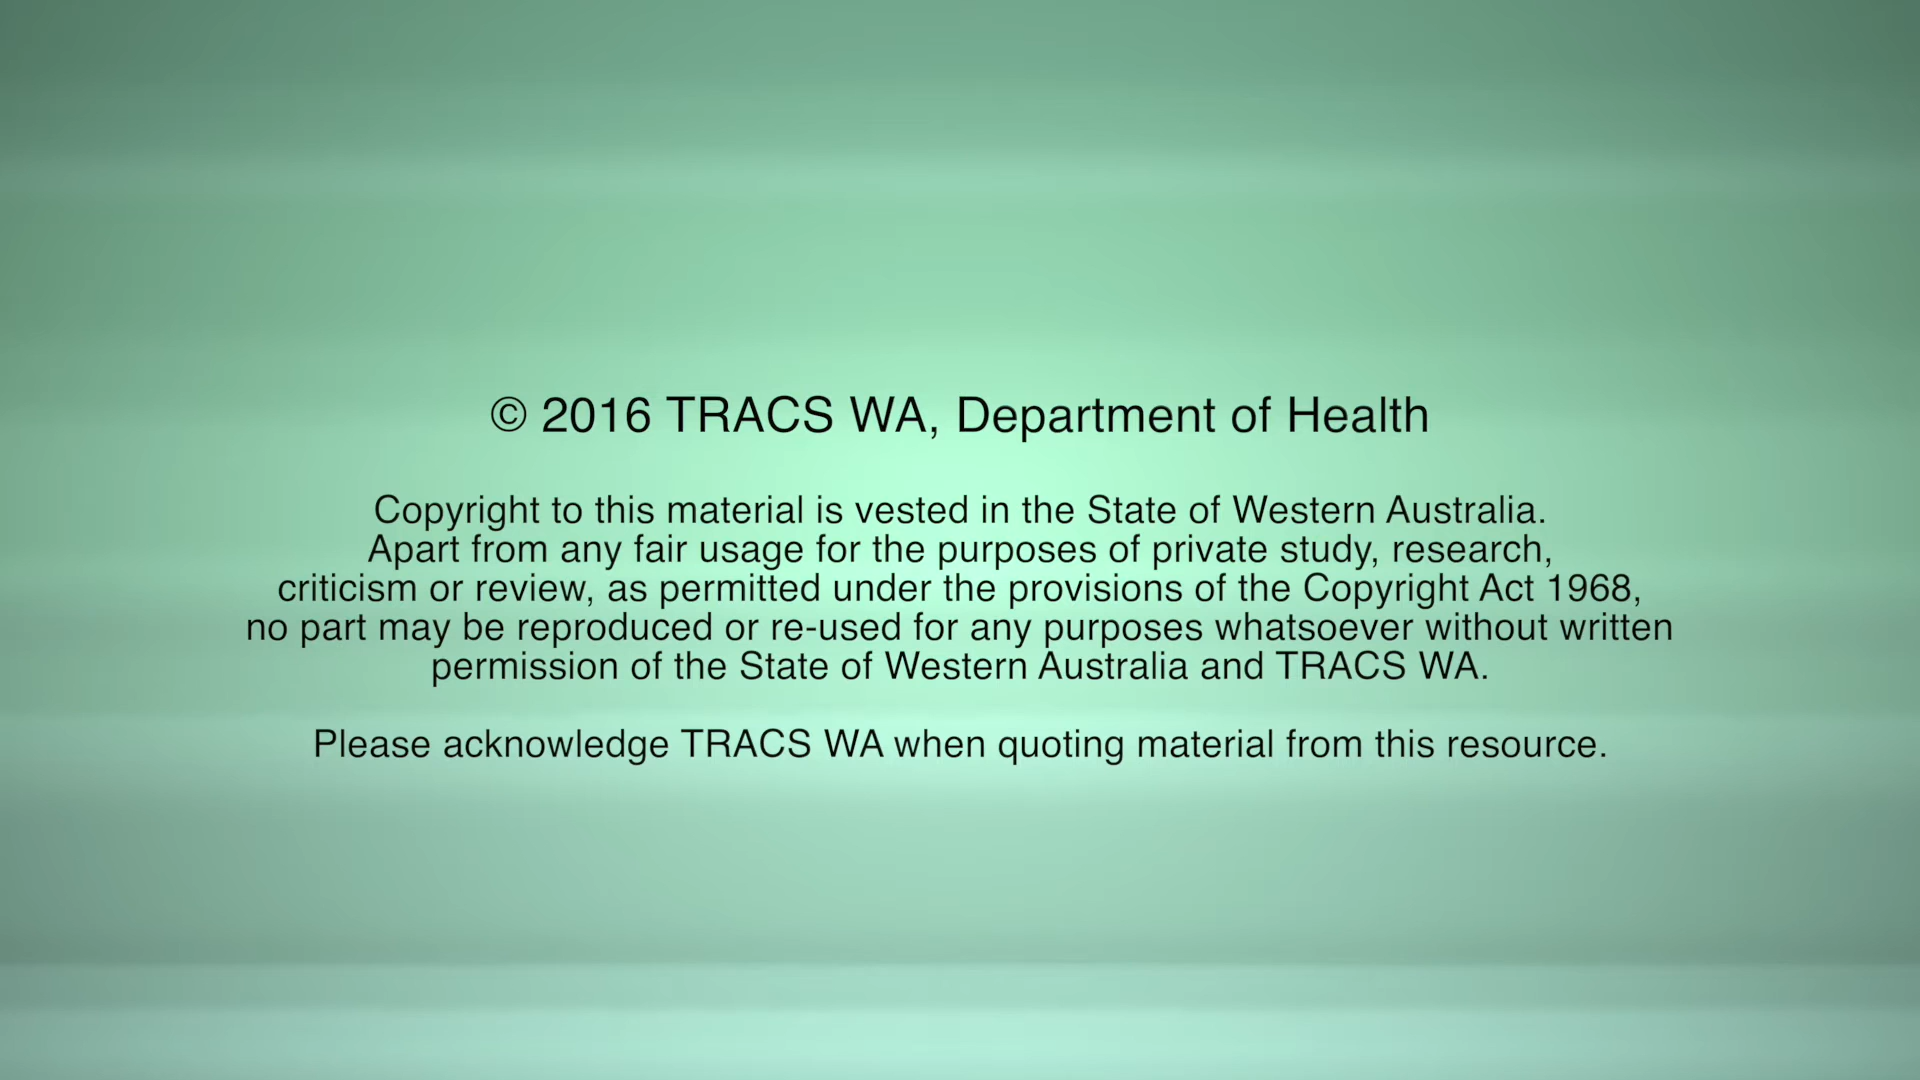 © 2016 TRACS WA, Department of Health
Copyright to this material is vested in the State of Western Australia.
Apart from any fair usage for the purposes of private study, research,
criticism or review, as permitted under the provisions of the Copyright Act 1968,
no part may be reproduced or re-used for any purposes whatsoever without written
permission of the State of Western Australia and TRACS WA.
Please acknowledge TRACS WA when quoting material from this resource.